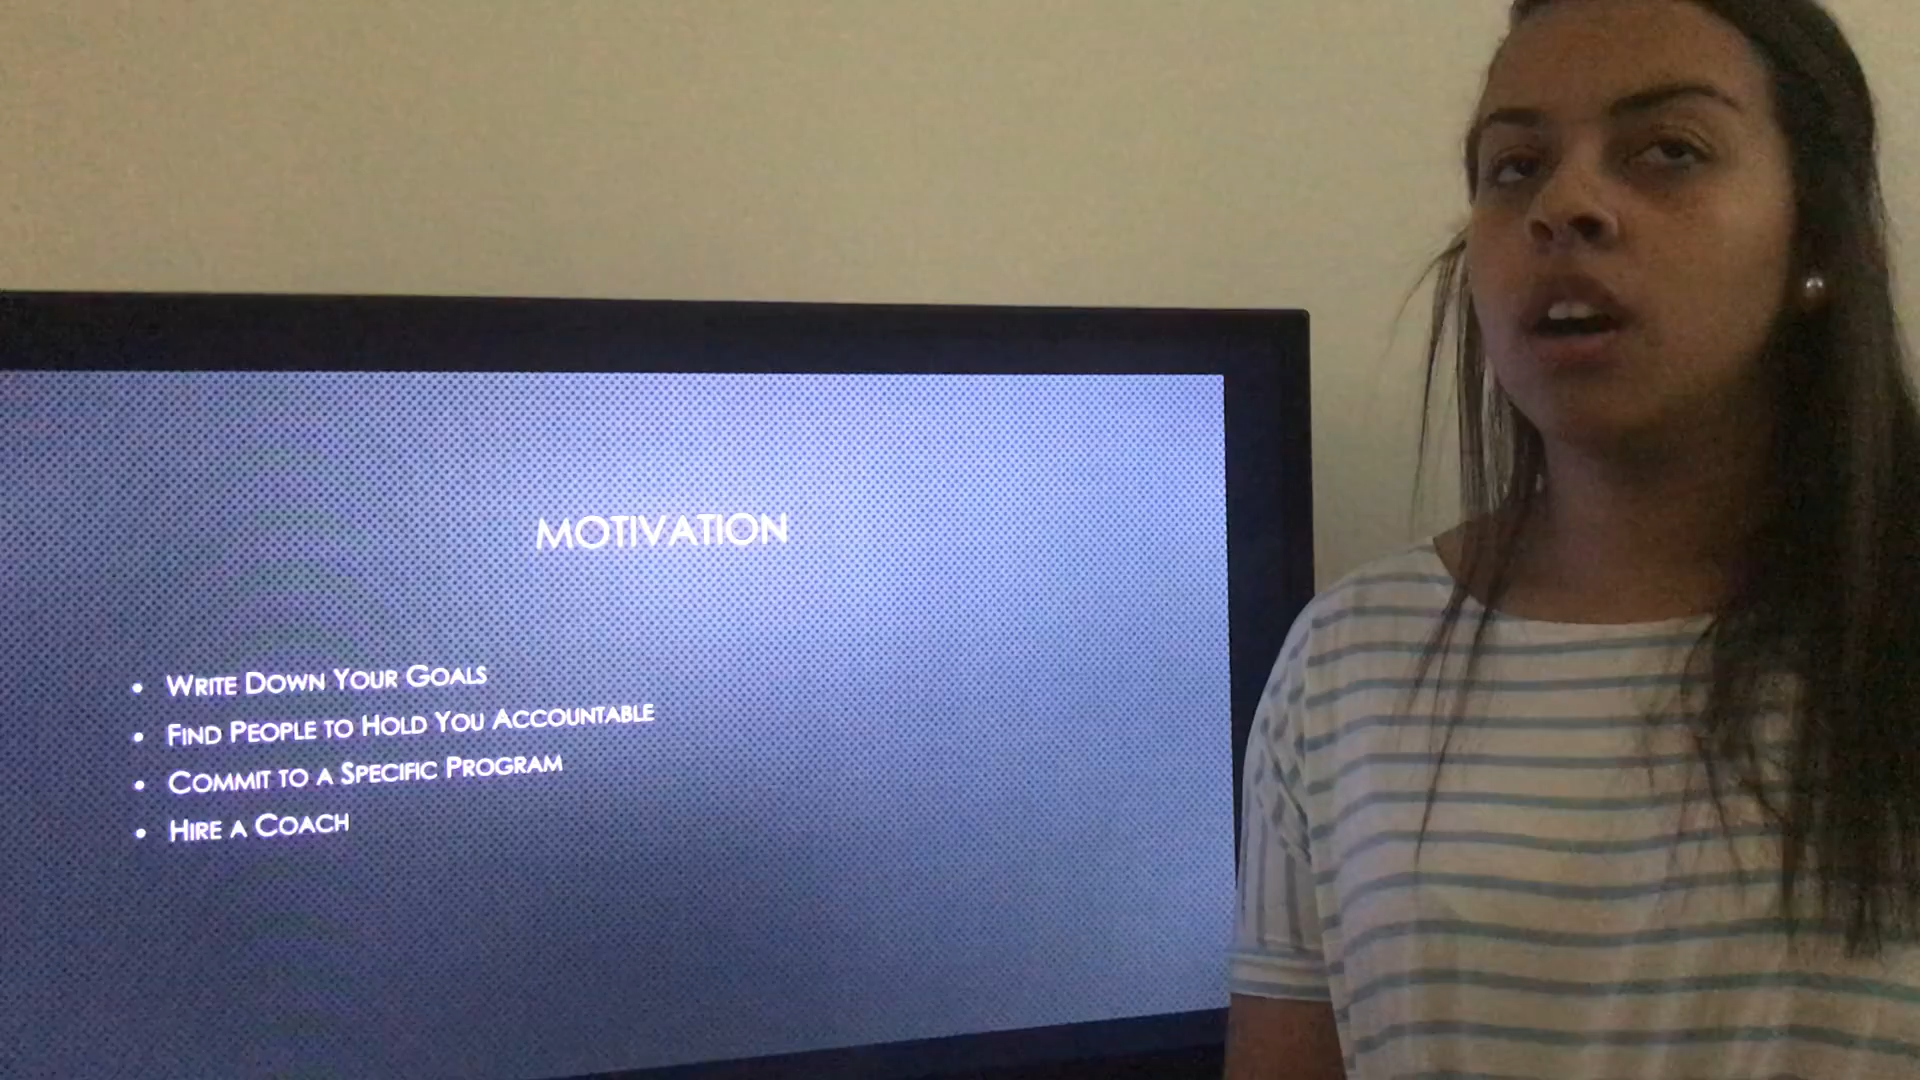 MOTIVATION
• WRITE DOWN YOUR GOALS
• FIND PEOPLE TO HOLD YOU ACCOUNTABLE
• COMMIT TO A SPECIFIC PROGRAM
• HIRE A COACH